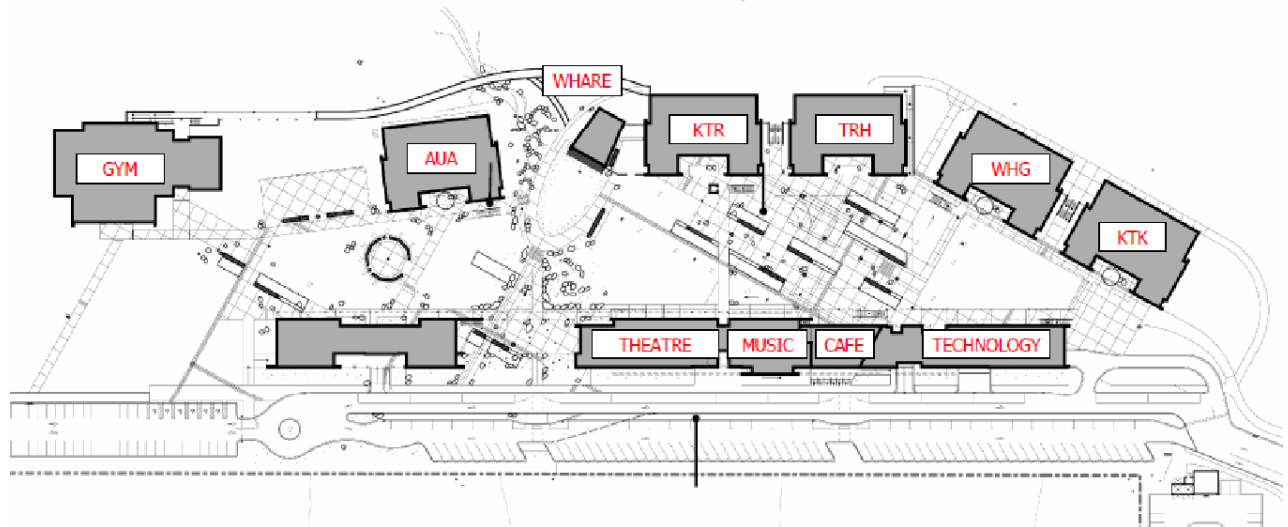 WHARE
KTR
TRH
GYM
AUA
WHG
KTK
THEATRE
MUSIC
CAFE
TECHNOLOGY